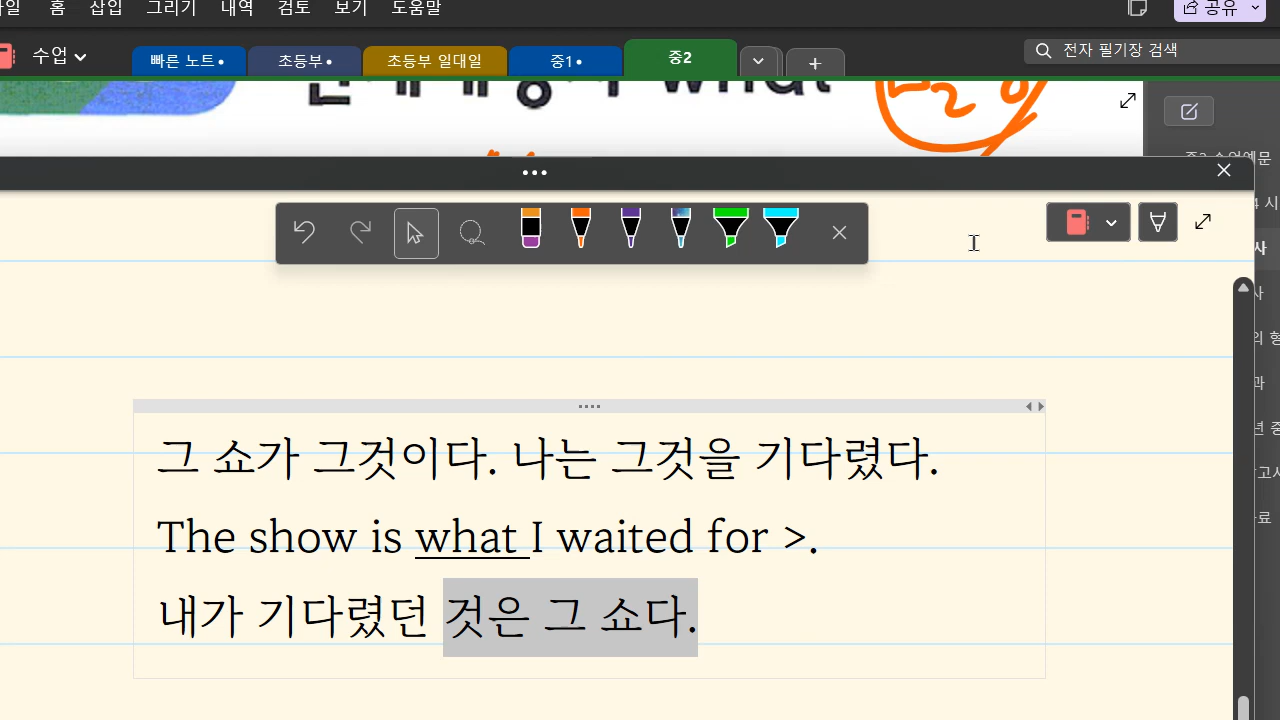 홈 삽입 그리기 내역 검토 보기 도움말
공유
수업
빠른 노트
초등부
초등부 일대일
중1
중2
전자 필기장 검색
what
그 쇼가 그것이다. 나는 그것을 기다렸다.
The show is what I waited for >.
내가 기다렸던 것은 그 쇼다.